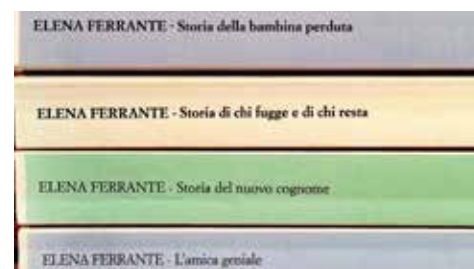 ELENA FERRANTE - Storia della bambina perduta
ELENA FERRANTE - Storia di chi fugge e di chi resta
ELENA FERRANTE - Storia del nuovo cognome
ELENA FERRANTE - L'amica geniale